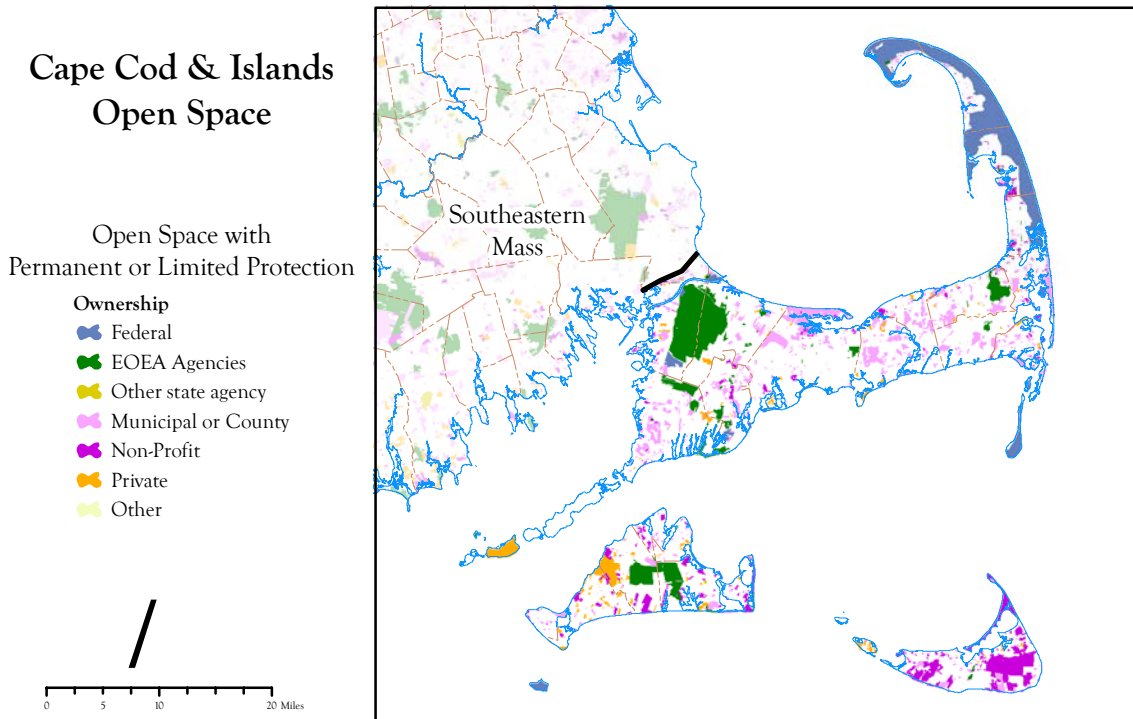 Cape Cod & Islands
Open Space
Open Space with
Permanent or Limited Protection
Ownership
Federal
EOEA Agencies
Other state agency
Municipal or County
Non-Profit
Private
Other
0 5 10 20 Miles
Southeastern
Mass